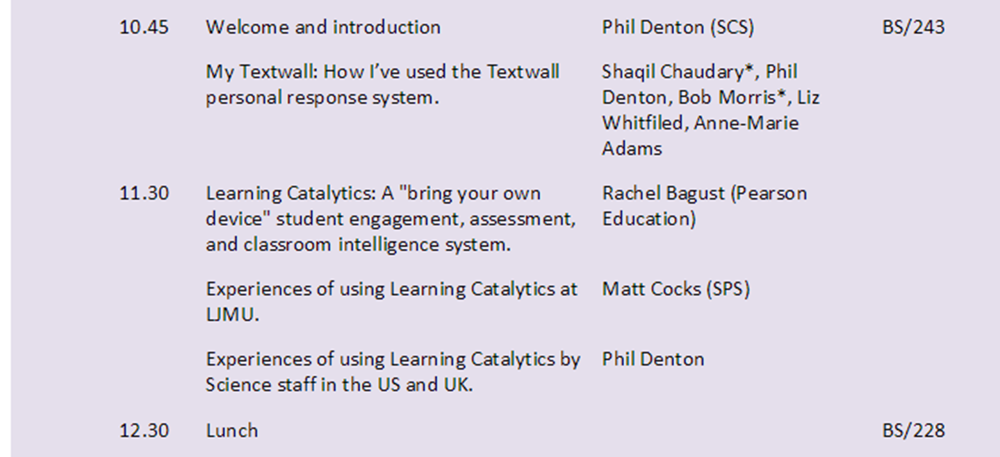 10.45 Welcome and introduction Phil Denton (SCS) BS/243
My Textwall: How I’ve used the Textwall Shaqil Chaudary*, Phil
personal response system. Denton, Bob Morris*, Liz
Whitfiled, Anne-Marie
Adams
11.30 Learning Catalytics: A "bring your own Rachel Bagust (Pearson
device" student engagement, assessment, Education)
and classroom intelligence system.
Experiences of using Learning Catalytics at Matt Cocks (SPS)
LJMU.
Experiences of using Learning Catalytics by Phil Denton
Science staff in the US and UK.
12.30 Lunch BS/228